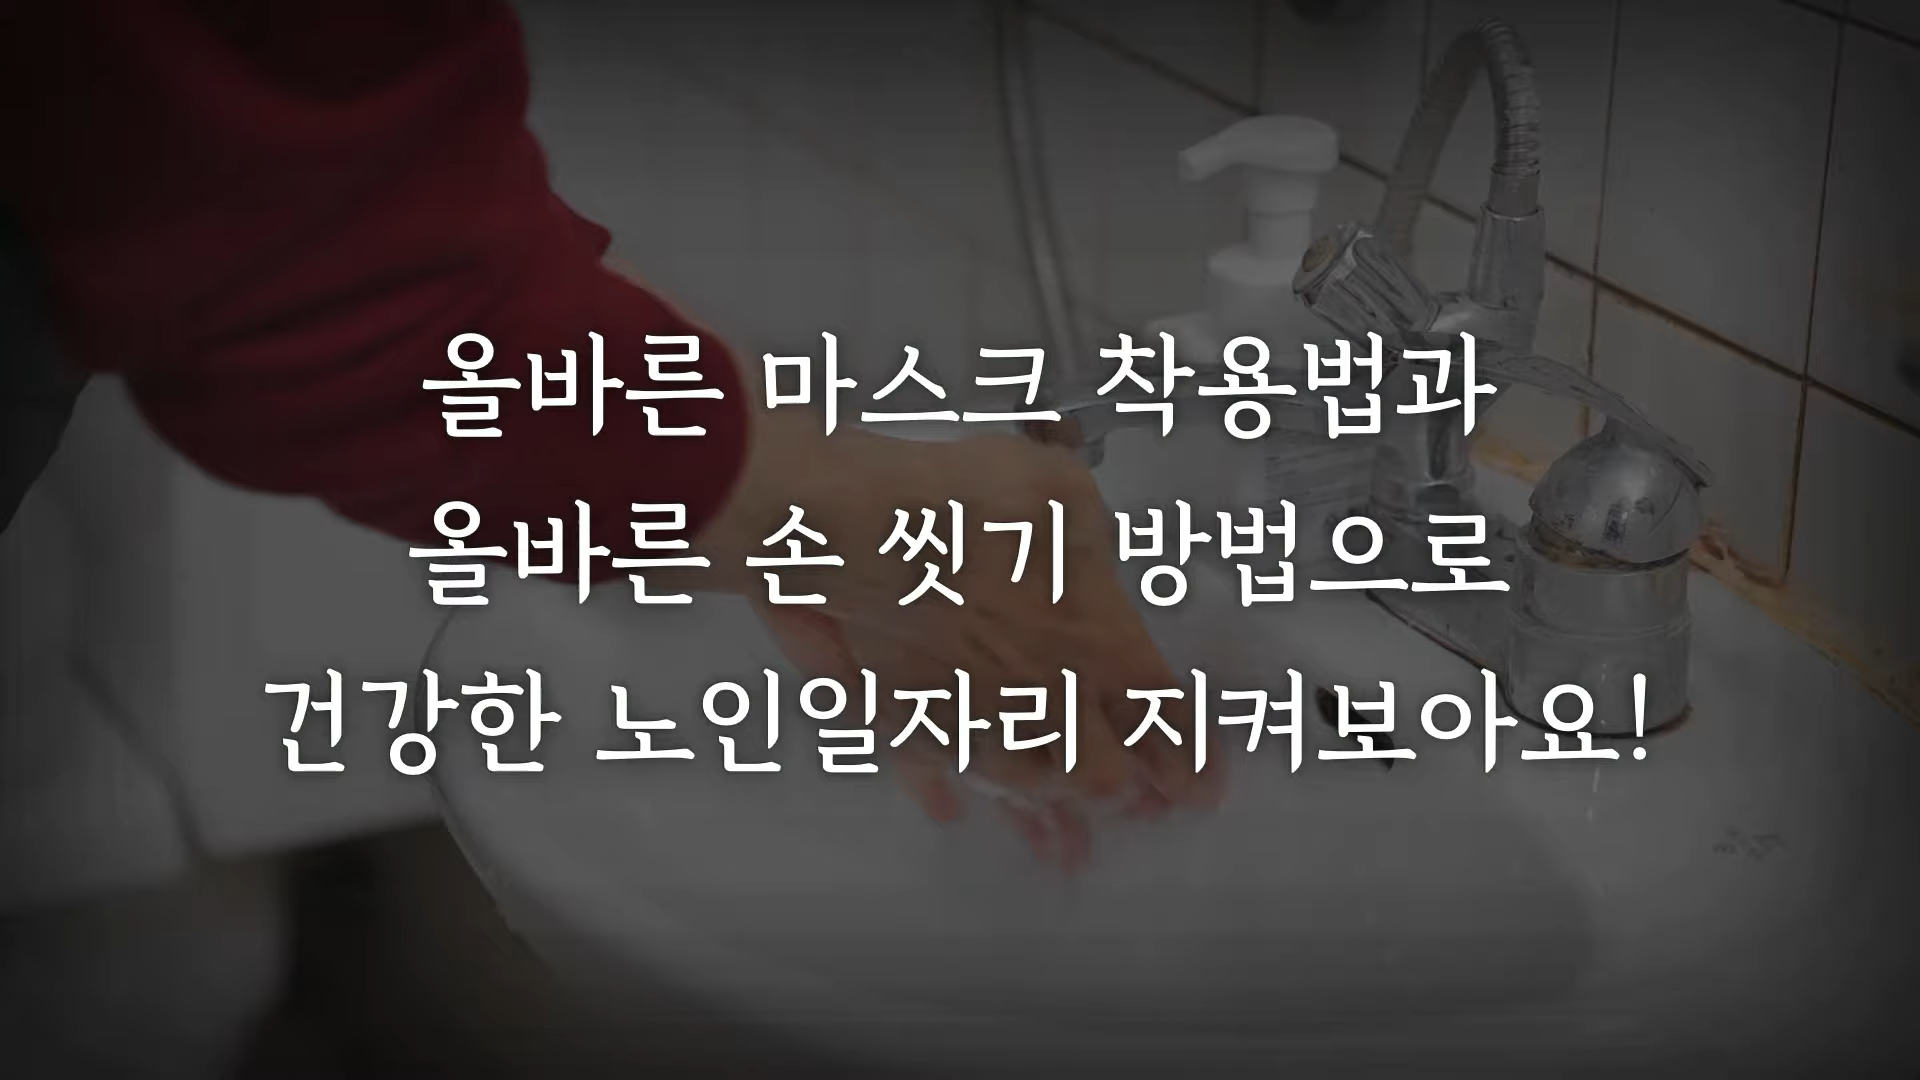 올바른 마스크 착용법과
올바른 손 씻기 방법으로
건강한 노인일자리 지켜보아요!